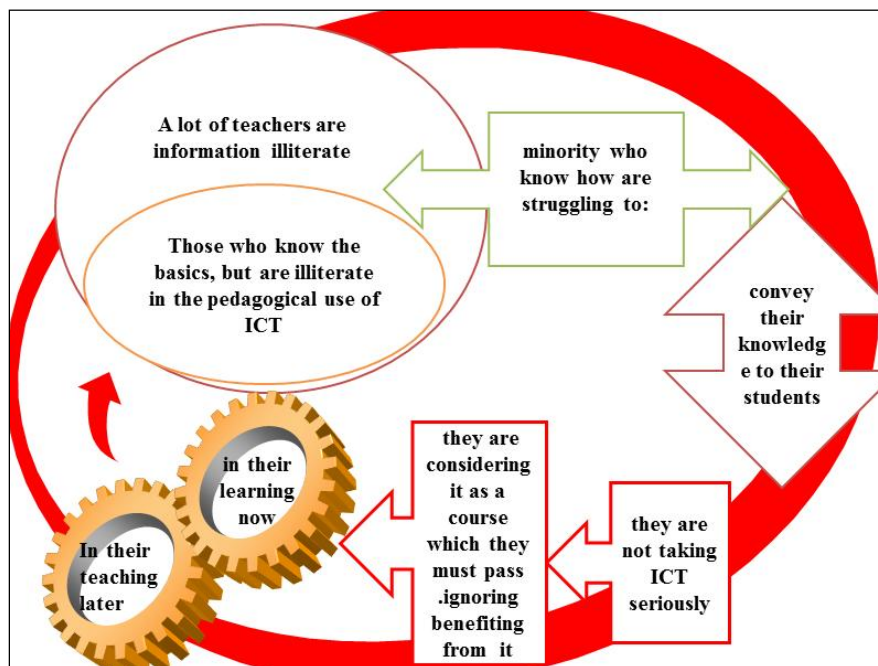 A lot of teachers are
information illiterate
Those who know the
basics, but are illiterate
in the pedagogical use of
ICT
minority who
know how are
struggling to:
convey
their
knowledg
e to their
students
they are
not taking
ICT
seriously
they are
considering
it as a
course
which they
must pass
.ignoring
benefiting
from it
in their
learning
now
In their
teaching
later